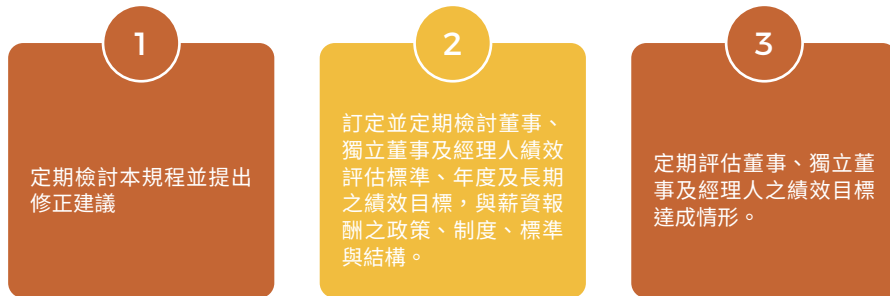 1
定期檢討本規程並提出
修正建議
2
訂定並定期檢討董事、
獨立董事及經理人績效
評估標準、年度及長期
之績效目標，與薪資報
酬之政策、制度、標準
與結構。
3
定期評估董事、獨立董
事及經理人之績效目標
達成情形。